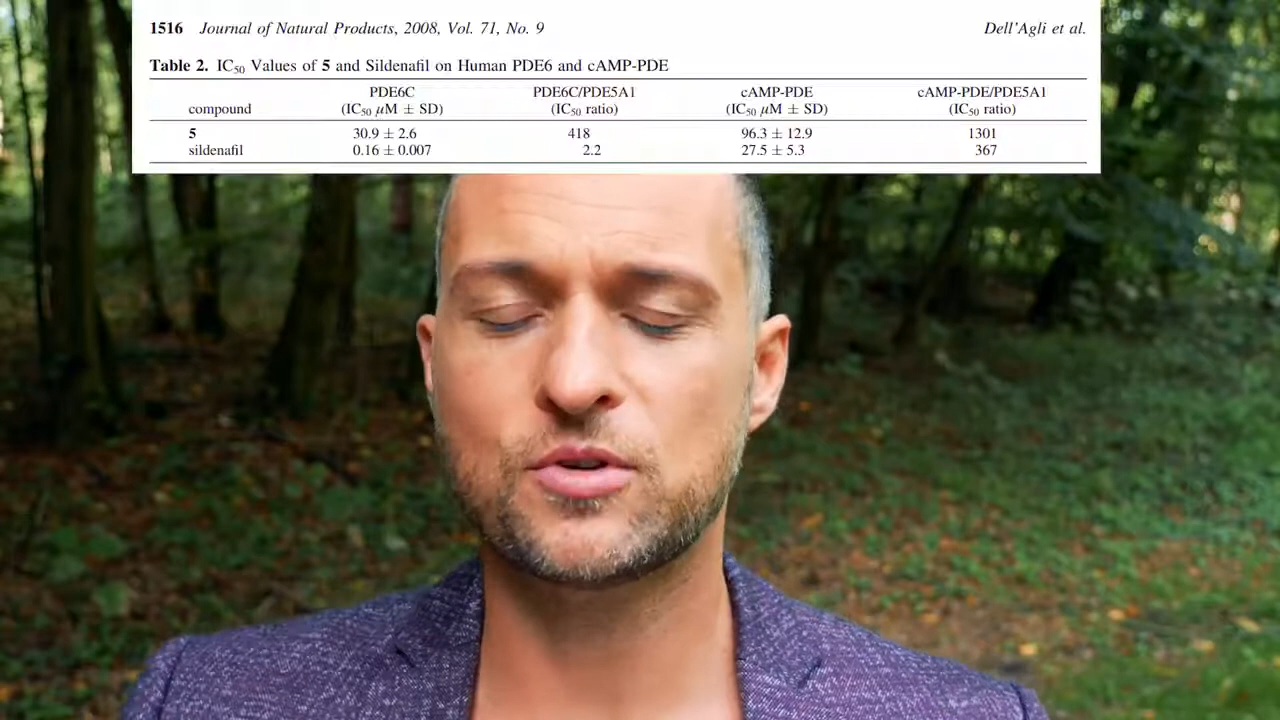 1516 Journal of Natural Products, 2008, Vol. 71, No. 9 Dell'Agli et al.
Table 2. IC50 Values of 5 and Sildenafil on Human PDE6 and cAMP-PDE
PDE6C PDE6C/PDE5A1 cAMP-PDE cAMP-PDE/PDE5A1
compound (IC50 μM ± SD) (IC50 ratio) (IC50 μM ± SD) (IC50 ratio)
5 30.9 ± 2.6 418 96.3 ± 12.9 1301
sildenafil 0.16 ± 0.007 2.2 27.5 ± 5.3 367